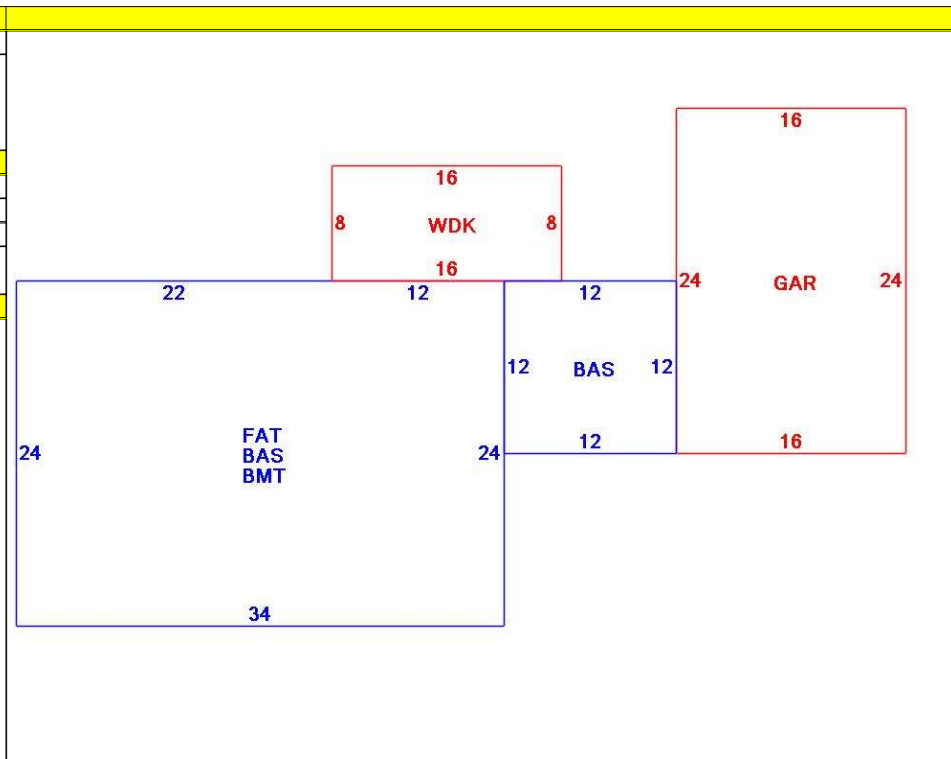 16
16
8 WDK 8
16
22 12 12 24 GAR 24
12 BAS 12
12 16
24 24
FAT
BAS
BMT
34